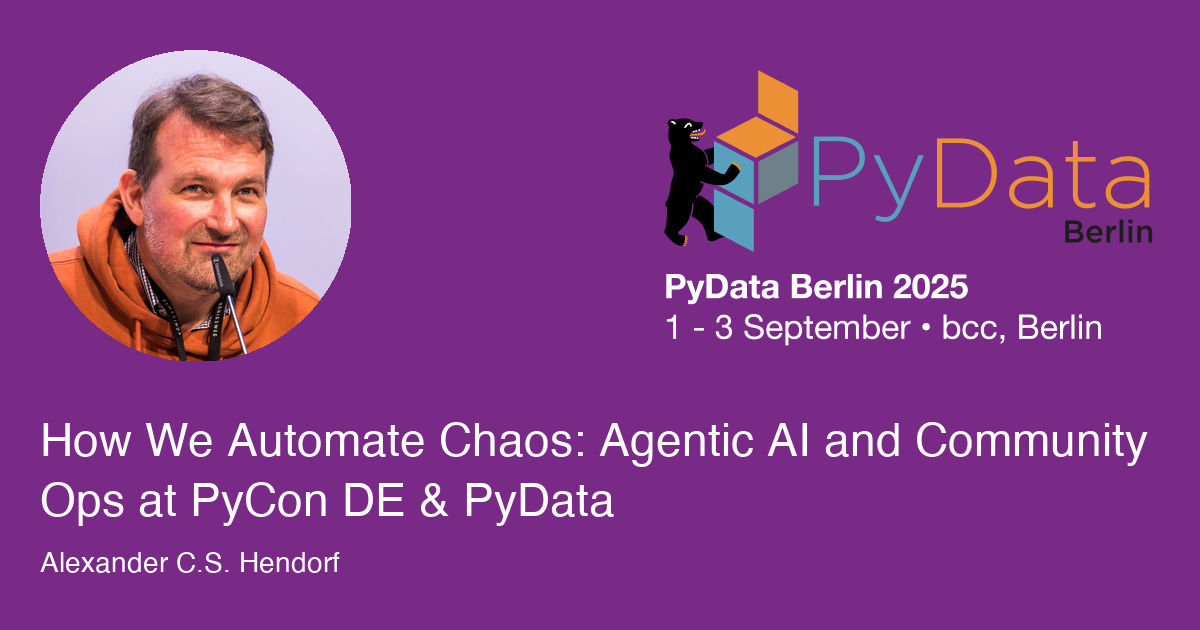 PyData
Berlin
PyData Berlin 2025
1 - 3 September • bcc, Berlin
How We Automate Chaos: Agentic AI and Community
Ops at PyCon DE & PyData
Alexander C.S. Hendorf